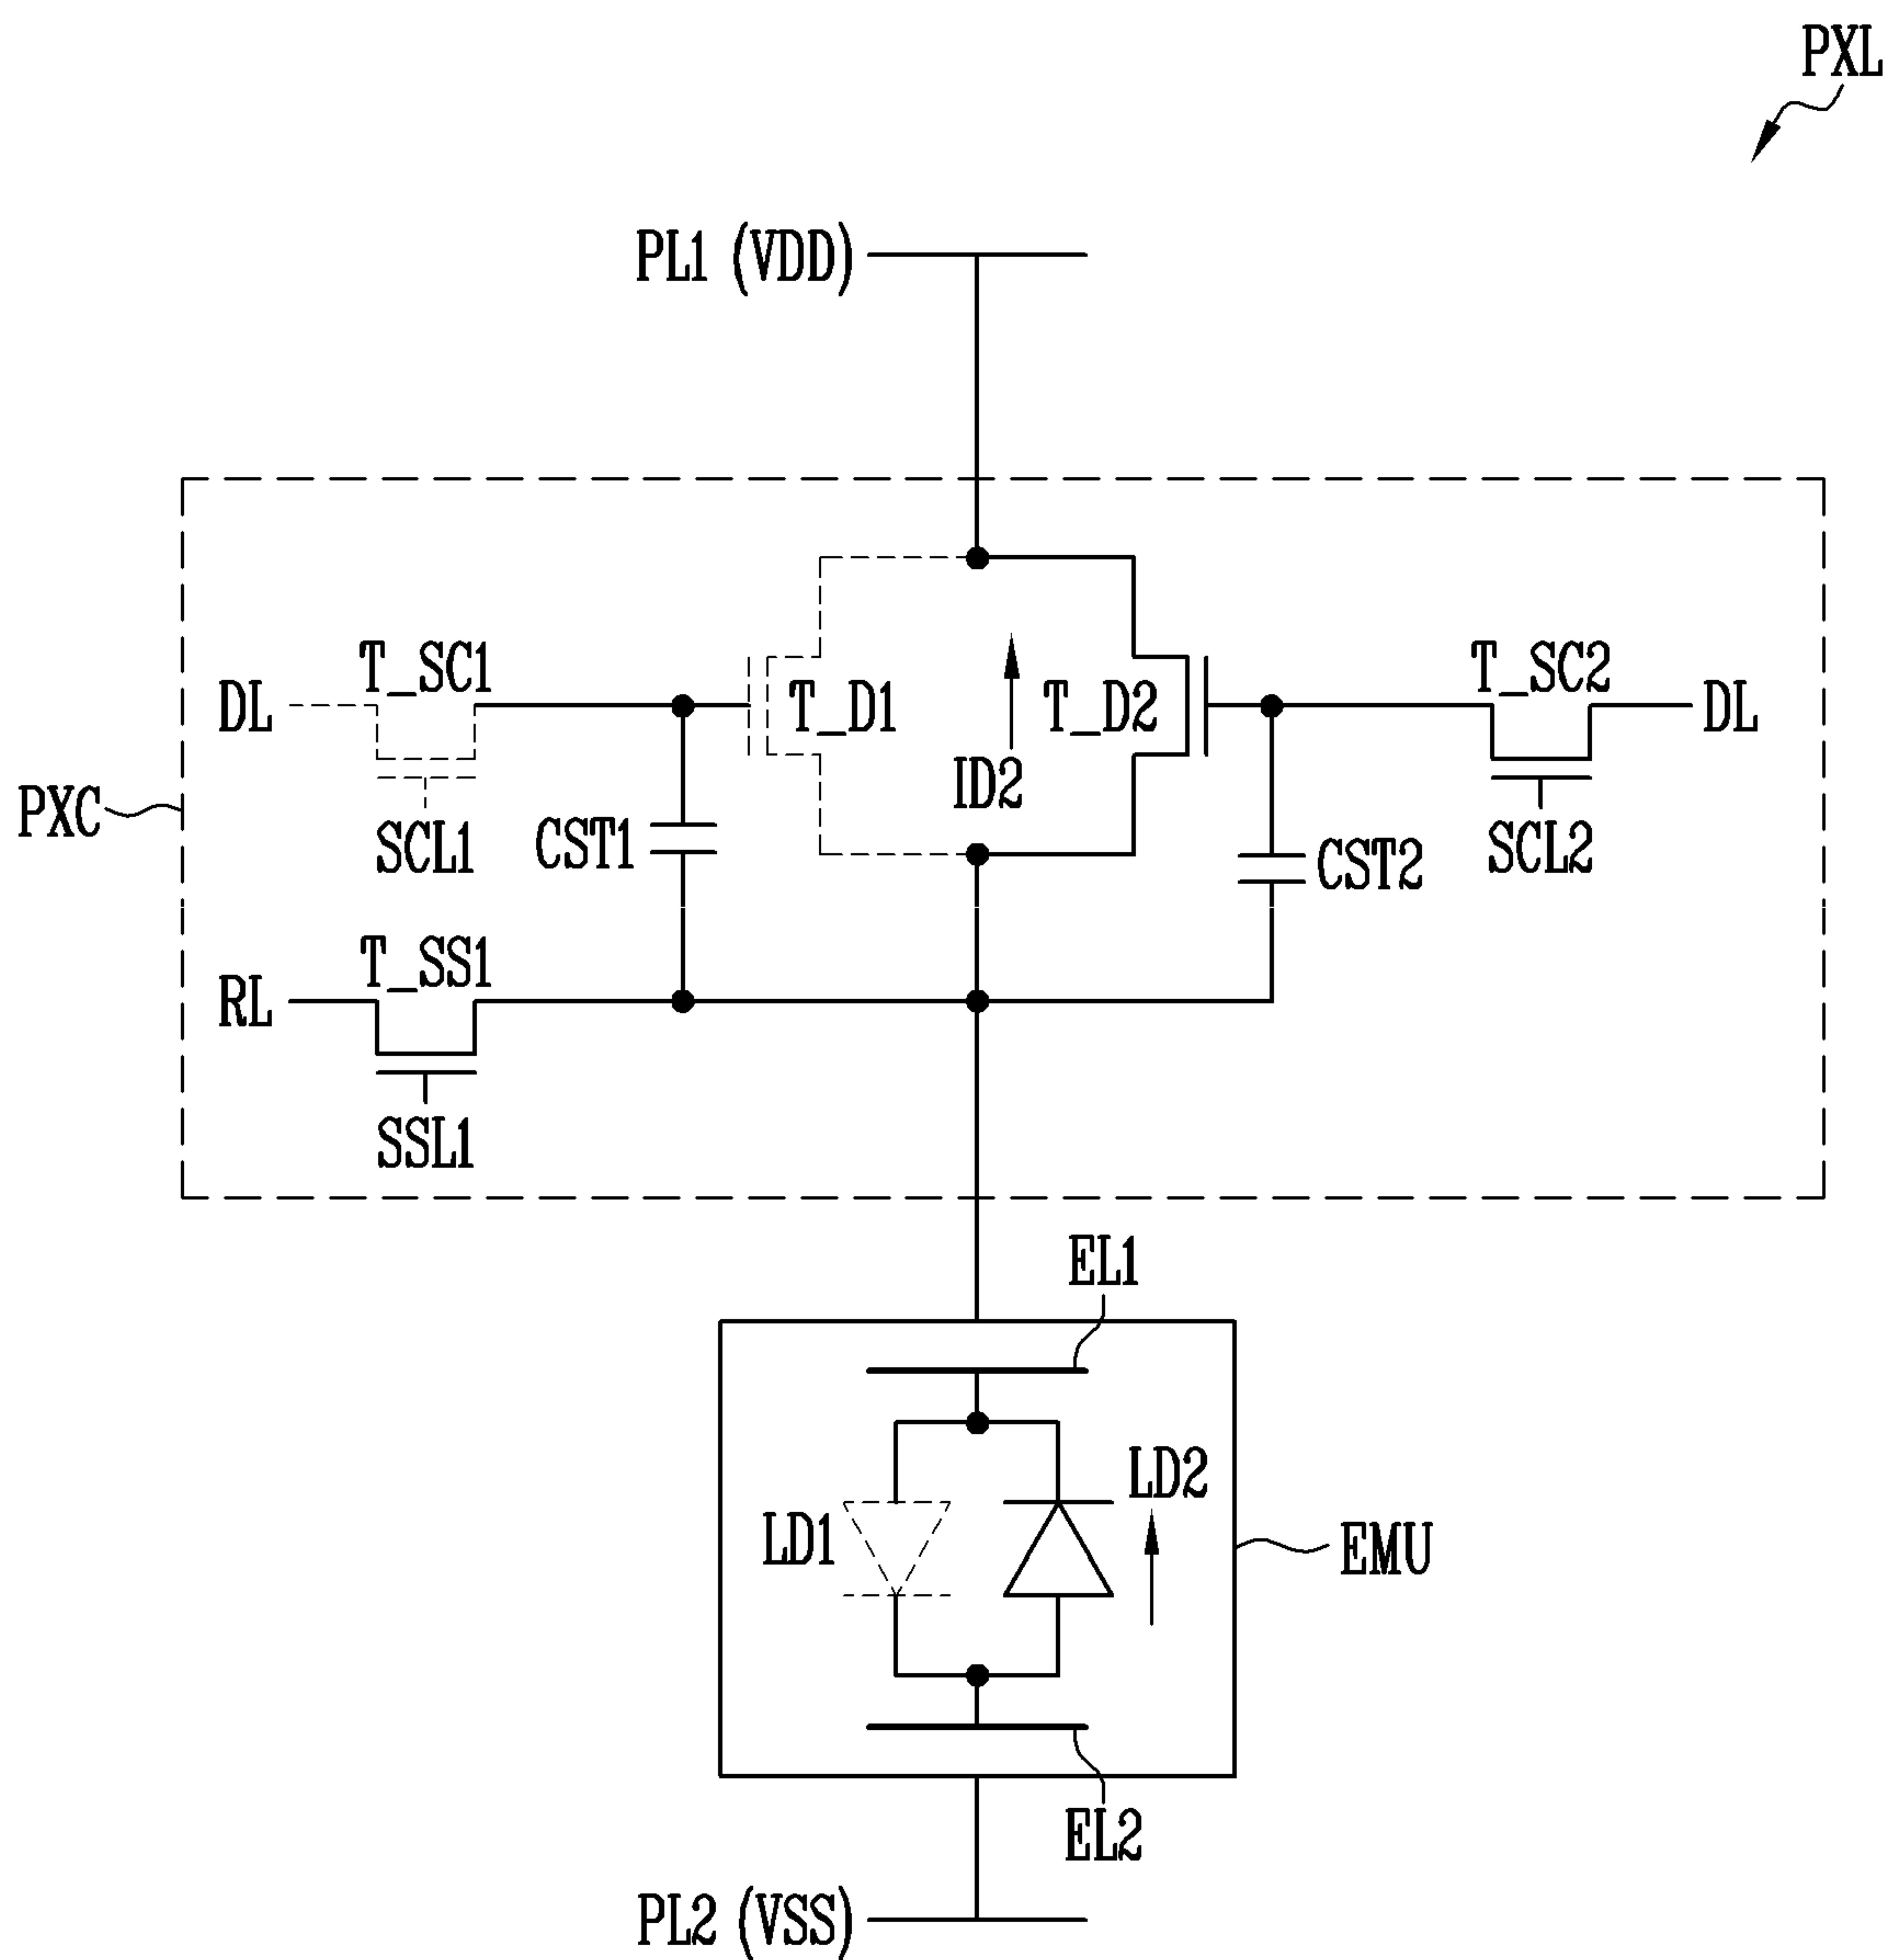 PXL
PL1 (VDD)
T_SC1
T_SC2
DL
T_D1
T_D2
DL
ID2
PXC
SCL1
CST1
SCL2
CST2
T_SS1
RL
SSL1
EL1
LD2
LD1
EMU
EL2
PL2 (VSS)